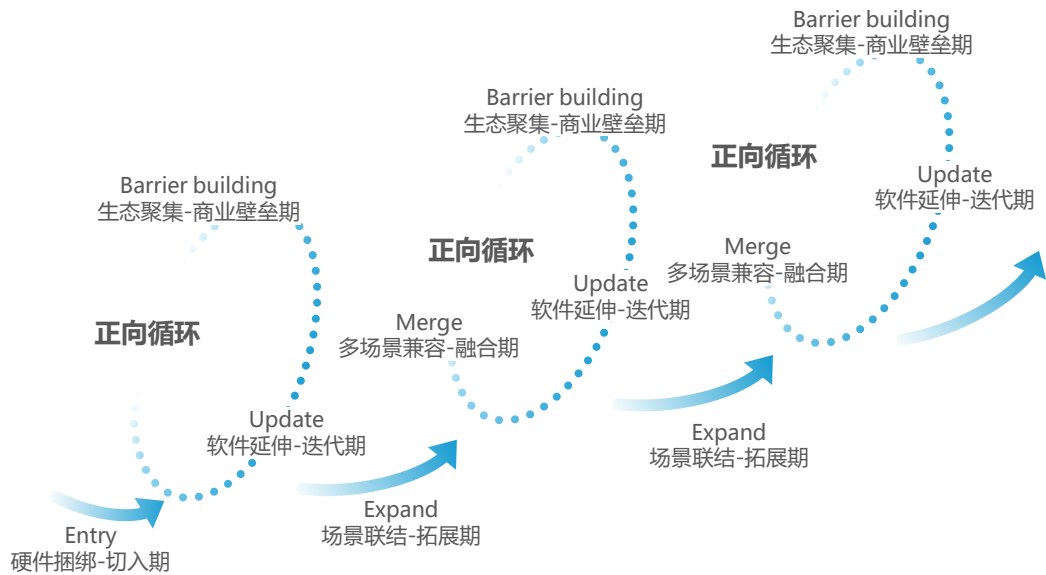 Barrier building
生态聚集-商业壁垒期
正向循环
Update
软件延伸-迭代期
Entry
硬件捆绑-切入期
Expand
场景联结-拓展期
Barrier building
生态聚集-商业壁垒期
正向循环
Merge
多场景兼容-融合期
Update
软件延伸-迭代期
Expand
场景联结-拓展期
Barrier building
生态聚集-商业壁垒期
正向循环
Merge
多场景兼容-融合期
Update
软件延伸-迭代期